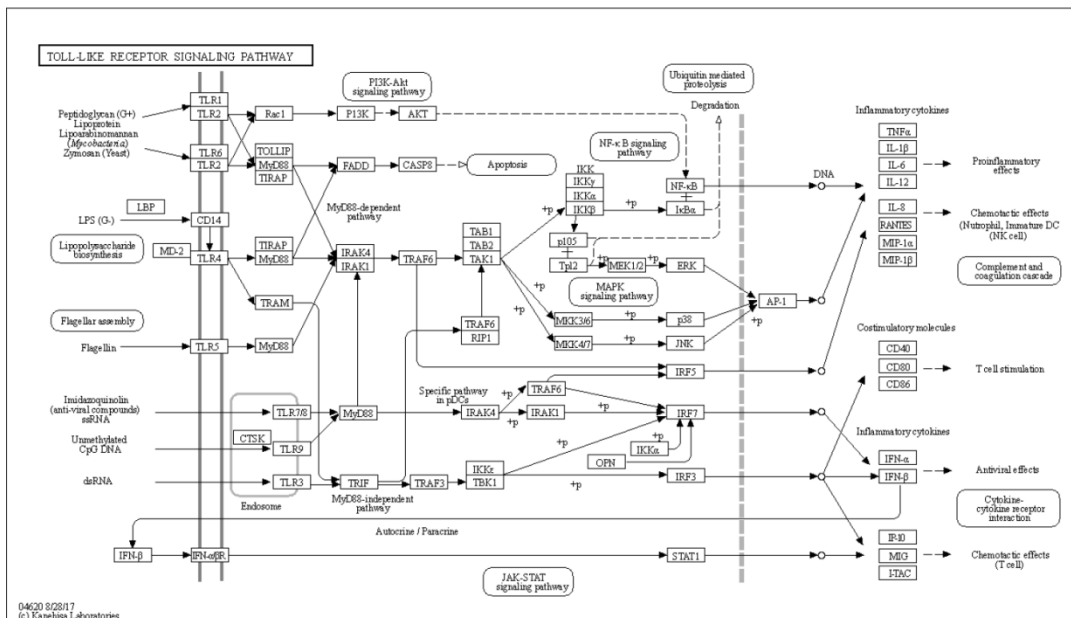 TOLL-LIKE RECEPTOR SIGNALING PATHWAY
PI3K-Akt
signaling pathway
Ubiquitin mediated
proteolysis
Degradation
Inflammatory cytokines
Peptidoglycan (G+)
Lipoprotein
Lipoarabinomannan
(Mycobacteria)
Zymosan (Yeast)
TLR1
TLR2
TLR6
TLR2
Rac1
PI3K
AKT
TOLLIP
MyD88
TIRAP
FADD
CASP8
Apoptosis
NF-κB signaling
pathway
IKK
IKKγ
IKKα
IKKβ
+p
+p
NF-κB
IκBα
DNA
TNFα
IL-1β
IL-6
IL-12
Proinflammatory
effects
MyD88-dependent
pathway
LBP
LPS (G-)
CD14
Lipopolysaccharide
biosynthesis
MD-2
TLR4
TIRAP
MyD88
IRAK4
IRAK1
TRAF6
TAB1
TAB2
TAK1
p105
Tpl2
+p
MEK1/2
+p
ERK
IL-8
RANTES
MIP-1α
MIP-1β
Chemotactic effects
(Nutrophil, Immature DC
(NK cell)
Complement and
coagulation cascade
TRAM
MAPK
signaling pathway
AP-1
+p
+p
+p
Flagellar assembly
Flagellin
TLR5
MyD88
TRAF6
RIP1
MKK3/6
+p
p38
MKK4/7
+p
JNK
Costimulatory molecules
CD40
CD80
CD86
T cell stimulation
IRF5
Imidazoquinolin
(anti-viral compounds)
ssRNA
TLR7/8
MyD88
Specific pathway
in pDCs
IRAK4
+p
TRAF6
+p
IRAK1
+p
IRF7
Unmethylated
CpG DNA
CTSK
TLR9
IKKα
+p
OPN
Inflammatory cytokines
IFN-α
IFN-β
Antiviral effects
dsRNA
TLR3
TRIF
TRAF3
IKKε
TBK1
+p
+p
IRF3
Endosome
MyD88-independent
pathway
Cytokine-
cytokine receptor
interaction
Autocrine / Paracrine
IFN-β
IFN-α/βR
STAT1
IP-10
MIG
I-TAC
Chemotactic effects
(T cell)
JAK-STAT
signaling pathway
04620 8/28/17
(c) Kanehisa Laboratories